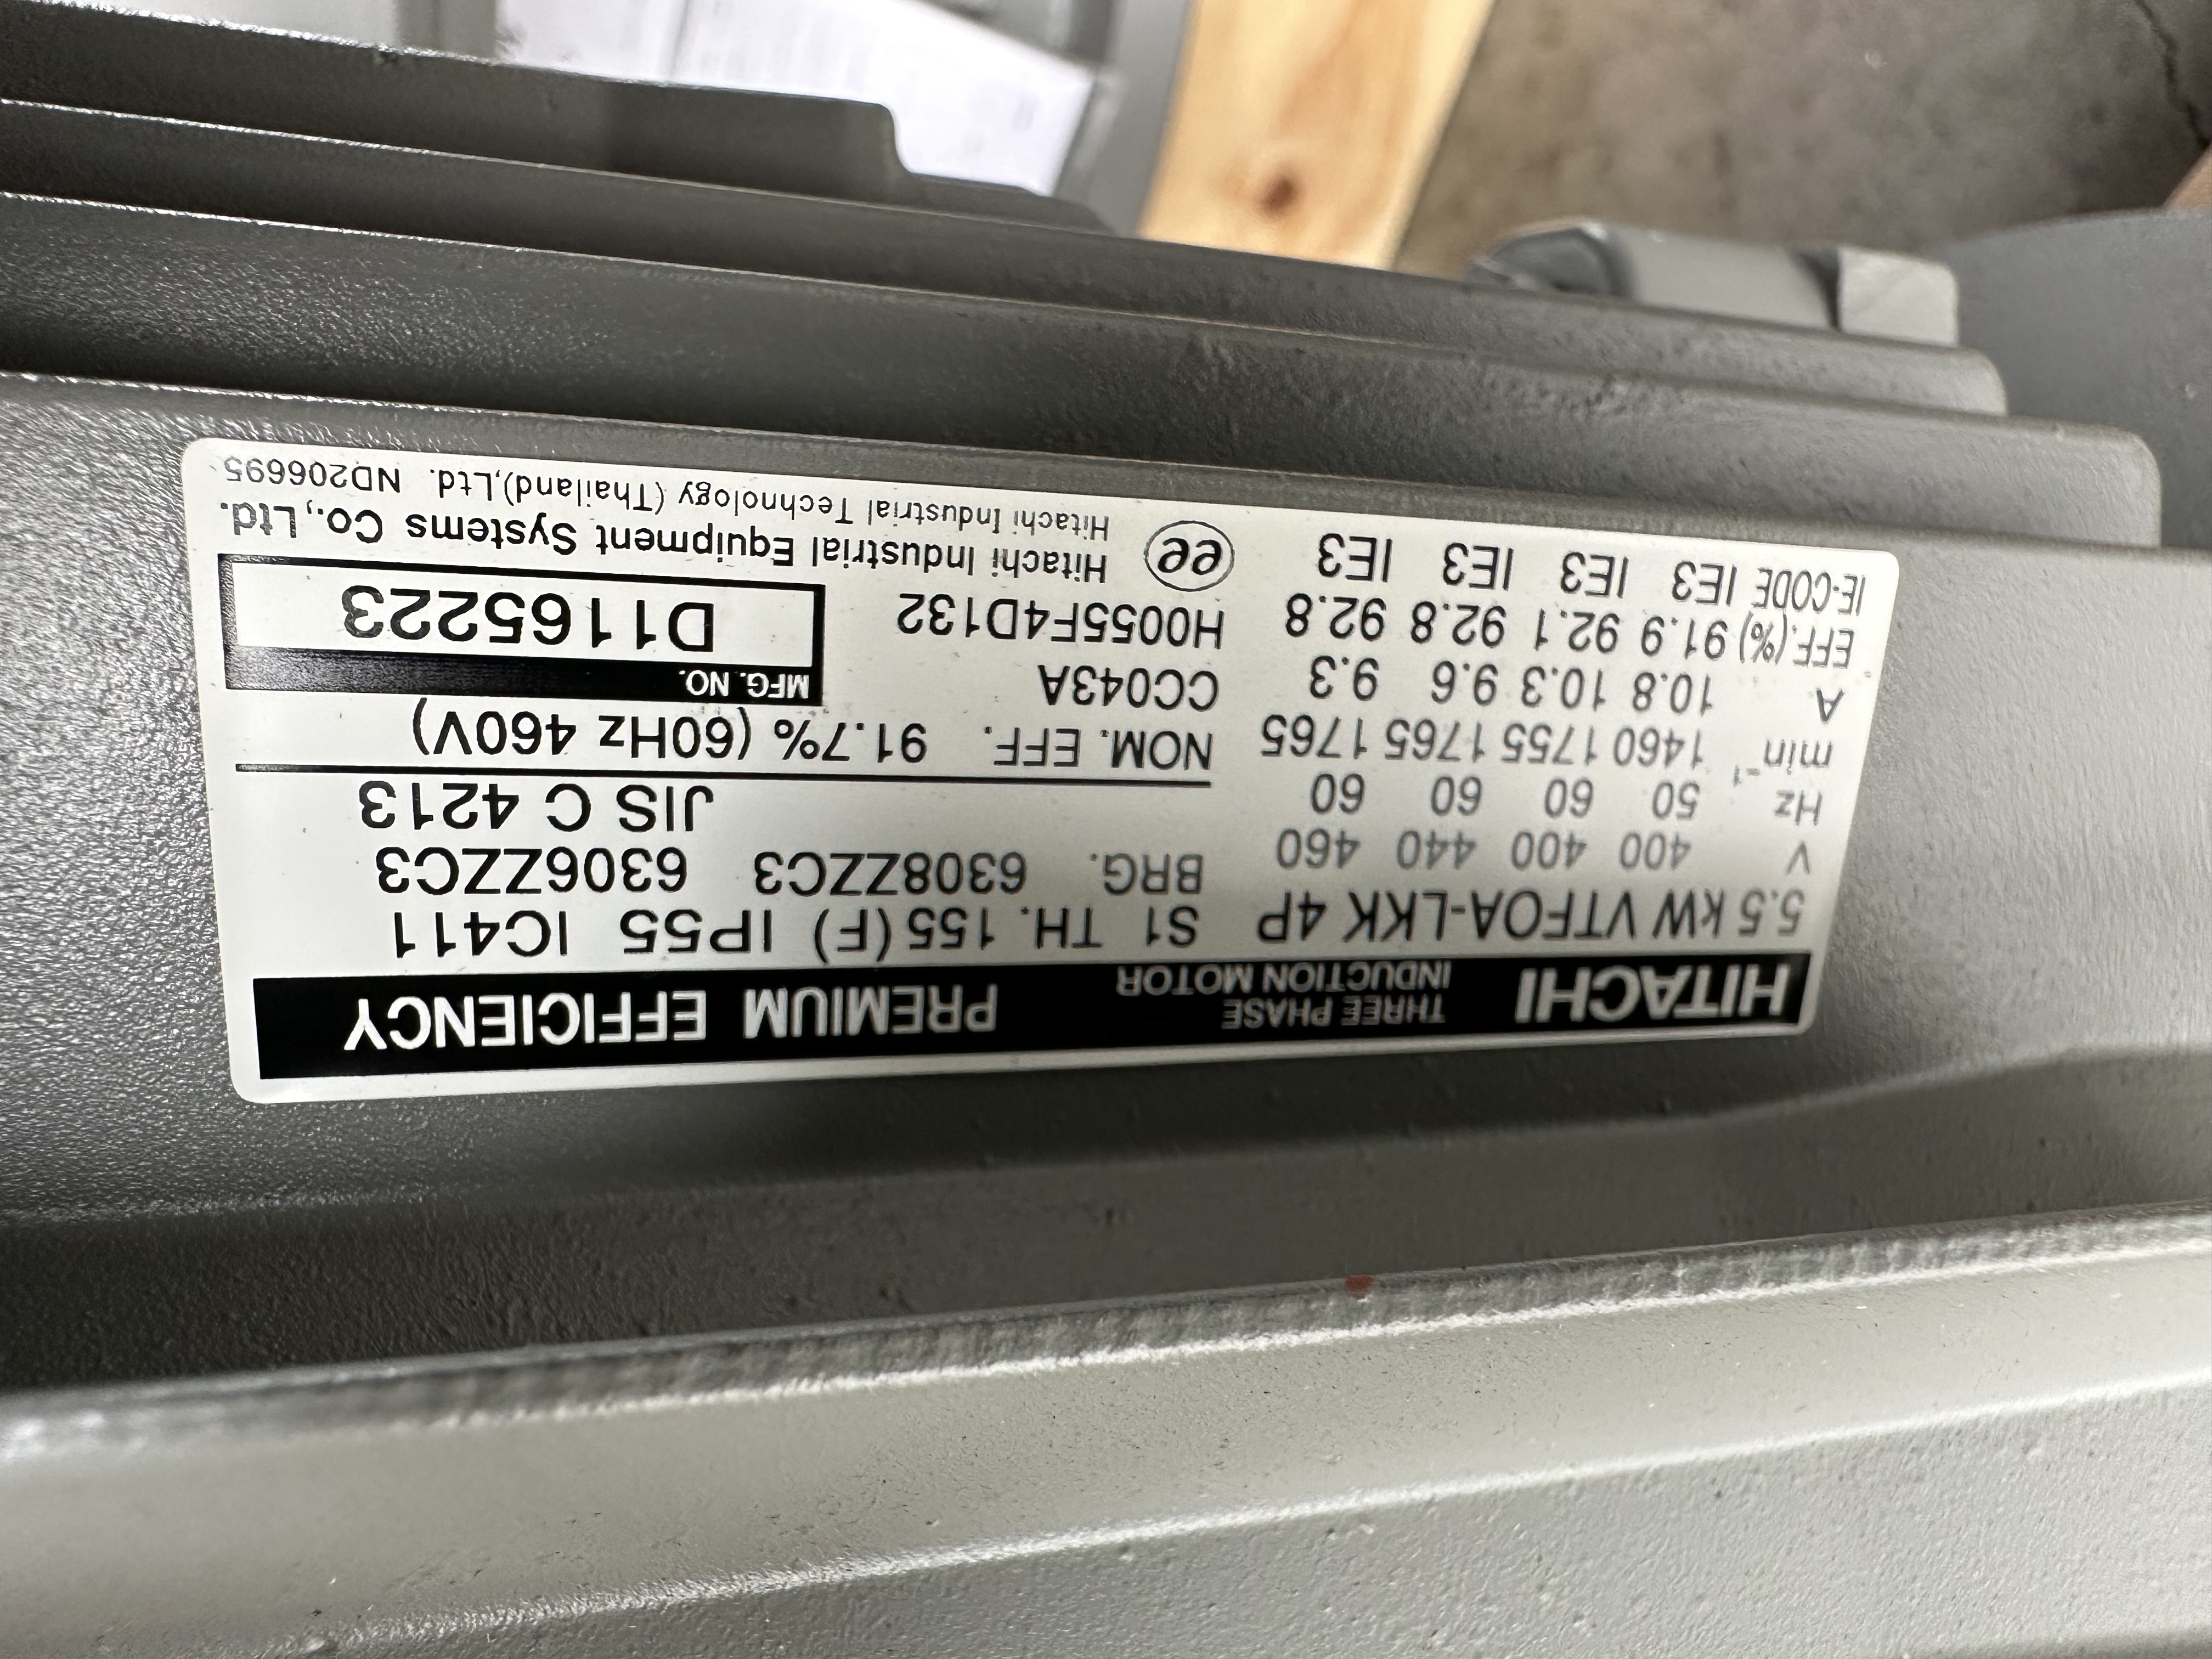 HITACHI THREE PHASE INDUCTION MOTOR PREMIUM EFFICIENCY
5.5 kW VTFOA-LKK 4P S1 TH. 155(F) IP55 IC411
V 400 400 440 460 BRG. 6308ZZC3 6306ZZC3
Hz 50 60 60 60 JIS C 4213
min⁻¹ 1460 1755 1765 1765 NOM. EFF. 91.7% (60Hz 460V)
A 10.8 10.3 9.6 9.3 CC043A MFG. NO.
EFF.(%) 91.9 92.1 92.8 92.8 H0055F4D132 D1165223
IE-CODE IE3 IE3 IE3 IE3 ee Hitachi Industrial Equipment Systems Co.,Ltd.
Hitachi Industrial Technology (Thailand),Ltd. ND206695